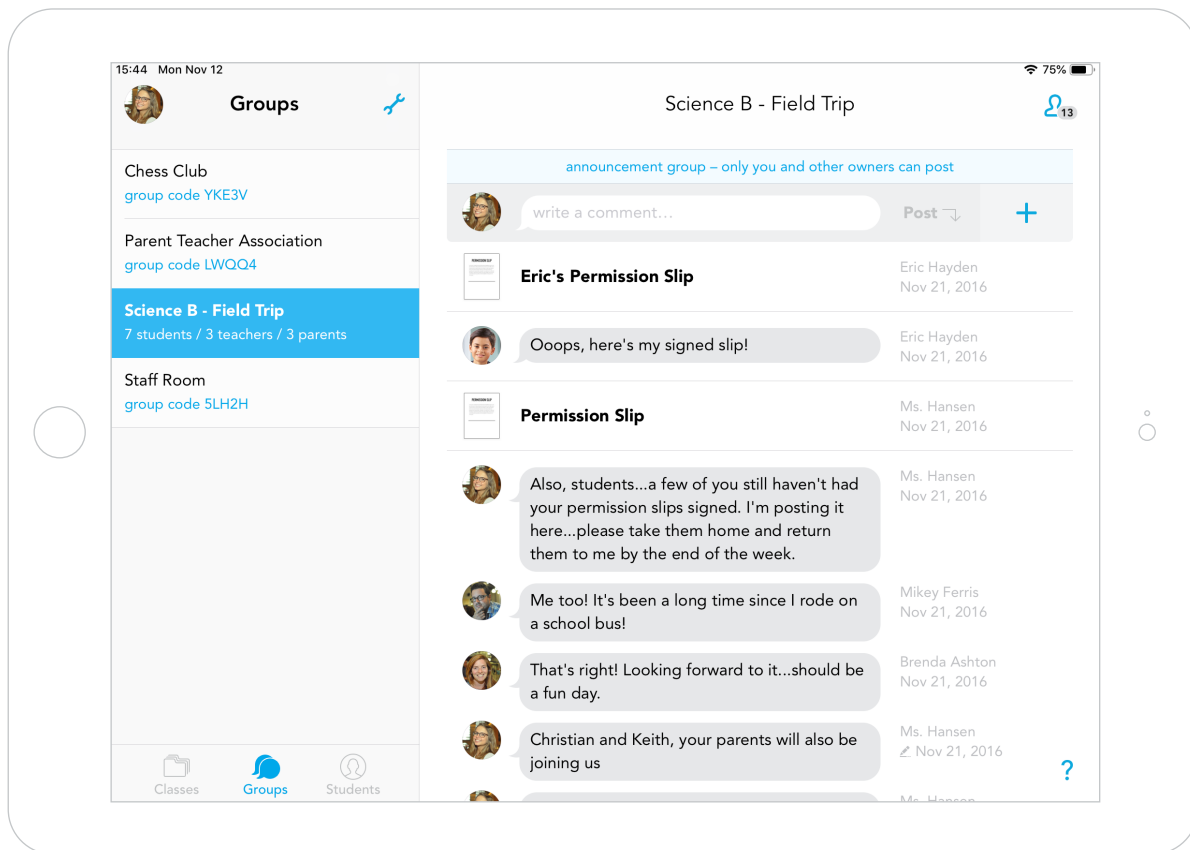 15:44 Mon Nov 12
75%
Groups
Chess Club
group code YKE3V
Parent Teacher Association
group code LWQQ4
Science B - Field Trip
7 students / 3 teachers / 3 parents
Staff Room
group code 5LH2H
Classes
Groups
Students
Science B - Field Trip
13
announcement group – only you and other owners can post
write a comment...
Post
PERMISSION SLIP
Eric's Permission Slip
Eric Hayden
Nov 21, 2016
Ooops, here's my signed slip!
Eric Hayden
Nov 21, 2016
PERMISSION SLIP
Permission Slip
Ms. Hansen
Nov 21, 2016
Also, students...a few of you still haven't had
your permission slips signed. I'm posting it
here...please take them home and return
them to me by the end of the week.
Ms. Hansen
Nov 21, 2016
Me too! It's been a long time since I rode on
a school bus!
Mikey Ferris
Nov 21, 2016
That's right! Looking forward to it...should be
a fun day.
Brenda Ashton
Nov 21, 2016
Christian and Keith, your parents will also be
joining us
Ms. Hansen
Nov 21, 2016
?
Ms. Hansen